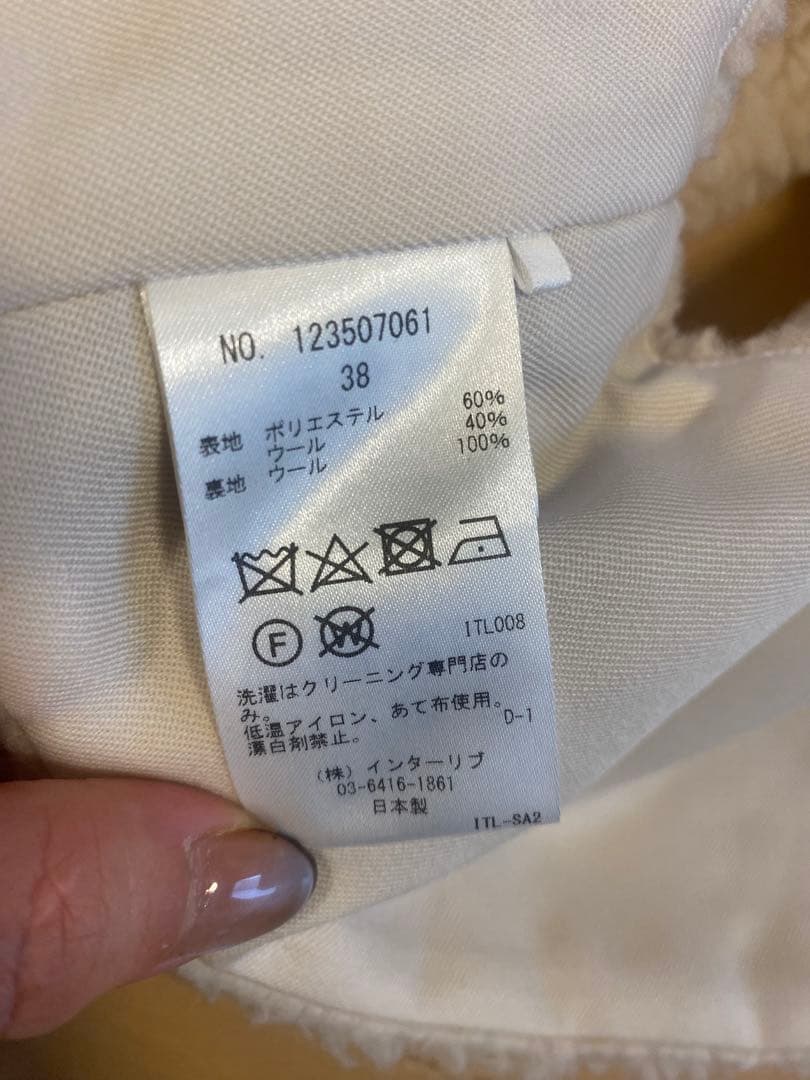 NO. 123507061
38
表地 ポリエステル 60%
ウール 40%
裏地 ウール 100%
F W
ITL008
洗濯はクリーニング専門店の
み。
低温アイロン、あて布使用。
漂白剤禁止。 D-1
(株) インターリブ
03-6416-1861
日本製
ITL-SA2